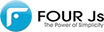 FOUR Js
The Power of Simplicity